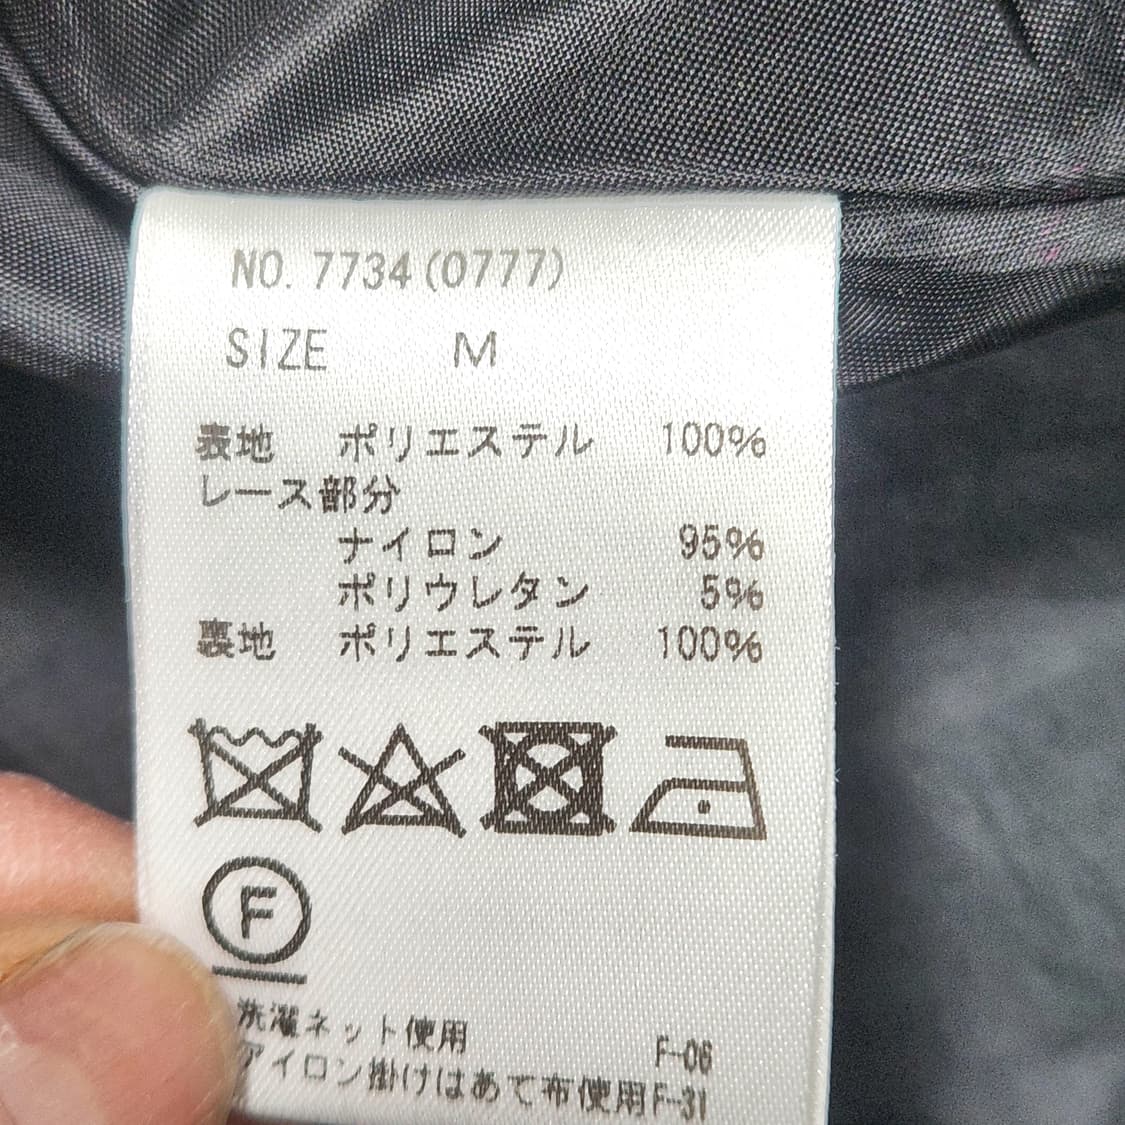 NO. 7734(0777)
SIZE M
表地 ポリエステル 100%
レース部分
ナイロン 95%
ポリウレタン 5%
裏地 ポリエステル 100%
F
洗濯ネット使用 F-06
アイロン掛けはあて布使用F-31